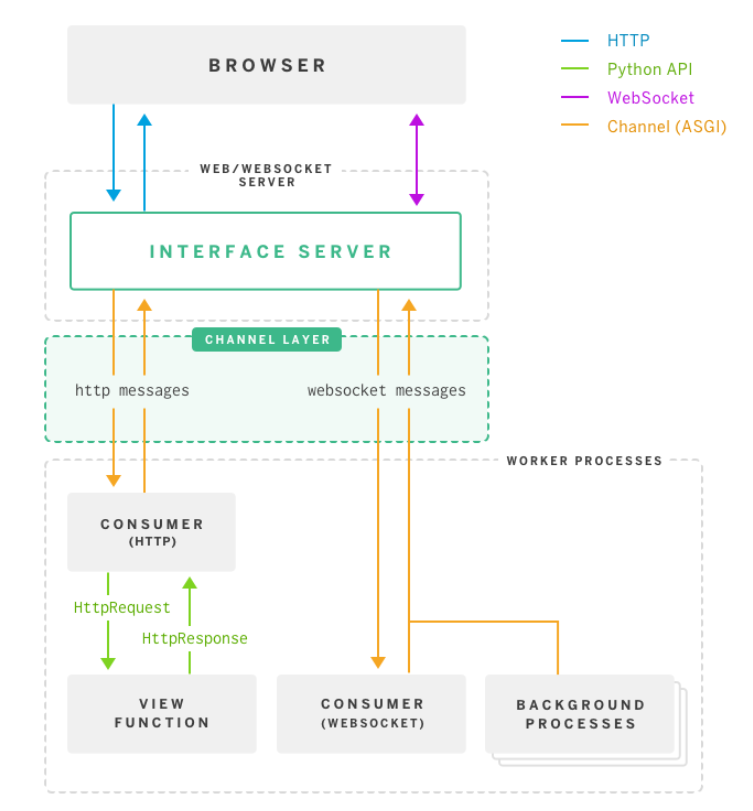 BROWSER
HTTP
Python API
WebSocket
Channel (ASGI)
WEB/WEBSOCKET
SERVER
INTERFACE SERVER
CHANNEL LAYER
http messages
websocket messages
WORKER PROCESSES
CONSUMER
(HTTP)
HttpRequest
HttpResponse
VIEW
FUNCTION
CONSUMER
(WEBSOCKET)
BACKGROUND
PROCESSES